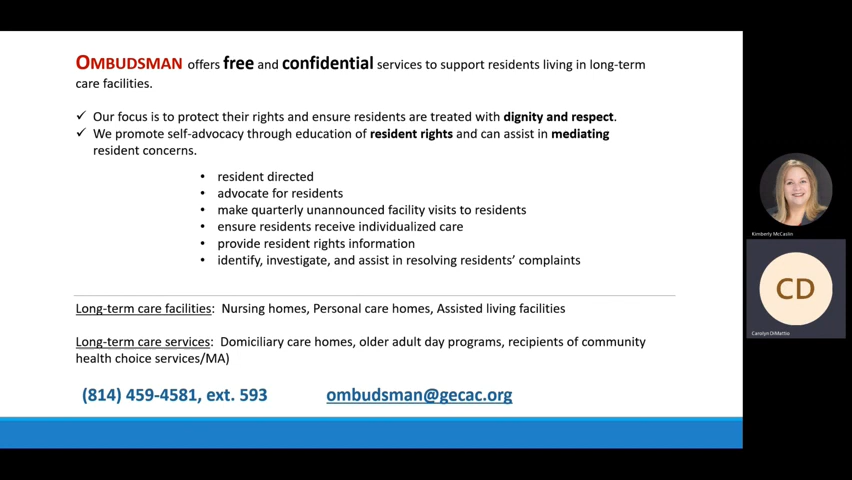 OMBUDSMAN offers free and confidential services to support residents living in long-term
care facilities.
✓ Our focus is to protect their rights and ensure residents are treated with dignity and respect.
✓ We promote self-advocacy through education of resident rights and can assist in mediating
resident concerns.
• resident directed
• advocate for residents
• make quarterly unannounced facility visits to residents
• ensure residents receive individualized care
• provide resident rights information
• identify, investigate, and assist in resolving residents' complaints
Long-term care facilities: Nursing homes, Personal care homes, Assisted living facilities
Long-term care services: Domiciliary care homes, older adult day programs, recipients of community
health choice services/MA)
(814) 459-4581, ext. 593 ombudsman@gecac.org
Kimberly McCaslin
CD
Carolyn DiMattia